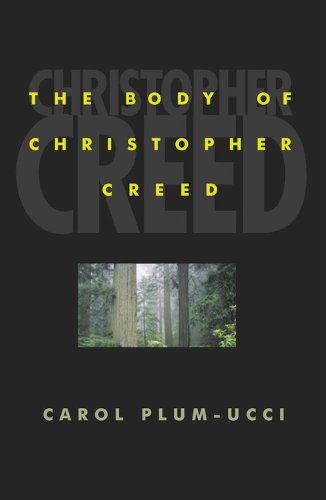 CHRISTOPHER
CREED
THE BODY OF
CHRISTOPHER
CREED
CAROL PLUM-UCCI